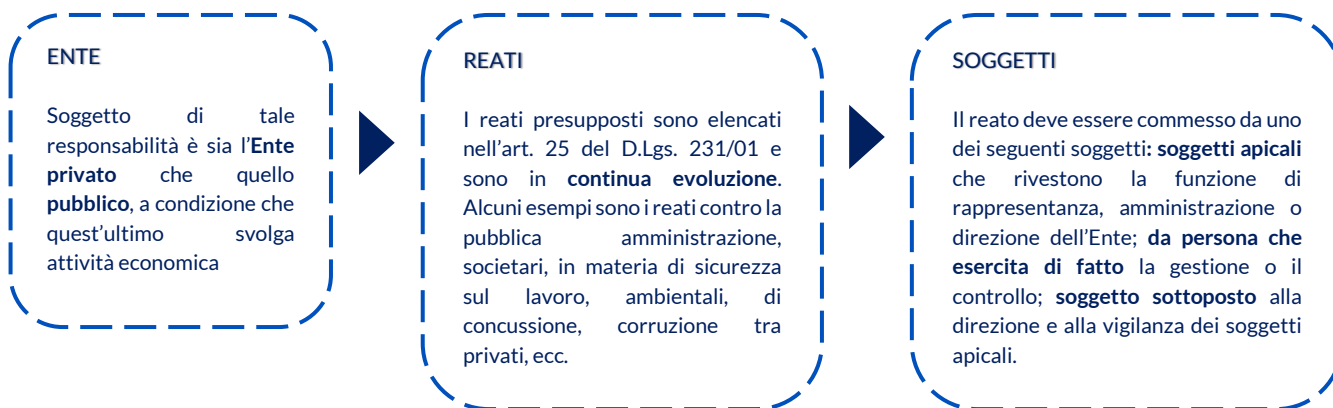 ENTE
Soggetto di tale
responsabilità è sia l'Ente
privato che quello
pubblico, a condizione che
quest'ultimo svolga
attività economica
REATI
I reati presupposti sono elencati
nell'art. 25 del D.Lgs. 231/01 e
sono in continua evoluzione.
Alcuni esempi sono i reati contro la
pubblica amministrazione,
societari, in materia di sicurezza
sul lavoro, ambientali, di
concussione, corruzione tra
privati, ecc.
SOGGETTI
Il reato deve essere commesso da uno
dei seguenti soggetti: soggetti apicali
che rivestono la funzione di
rappresentanza, amministrazione o
direzione dell'Ente; da persona che
esercita di fatto la gestione o il
controllo; soggetto sottoposto alla
direzione e alla vigilanza dei soggetti
apicali.